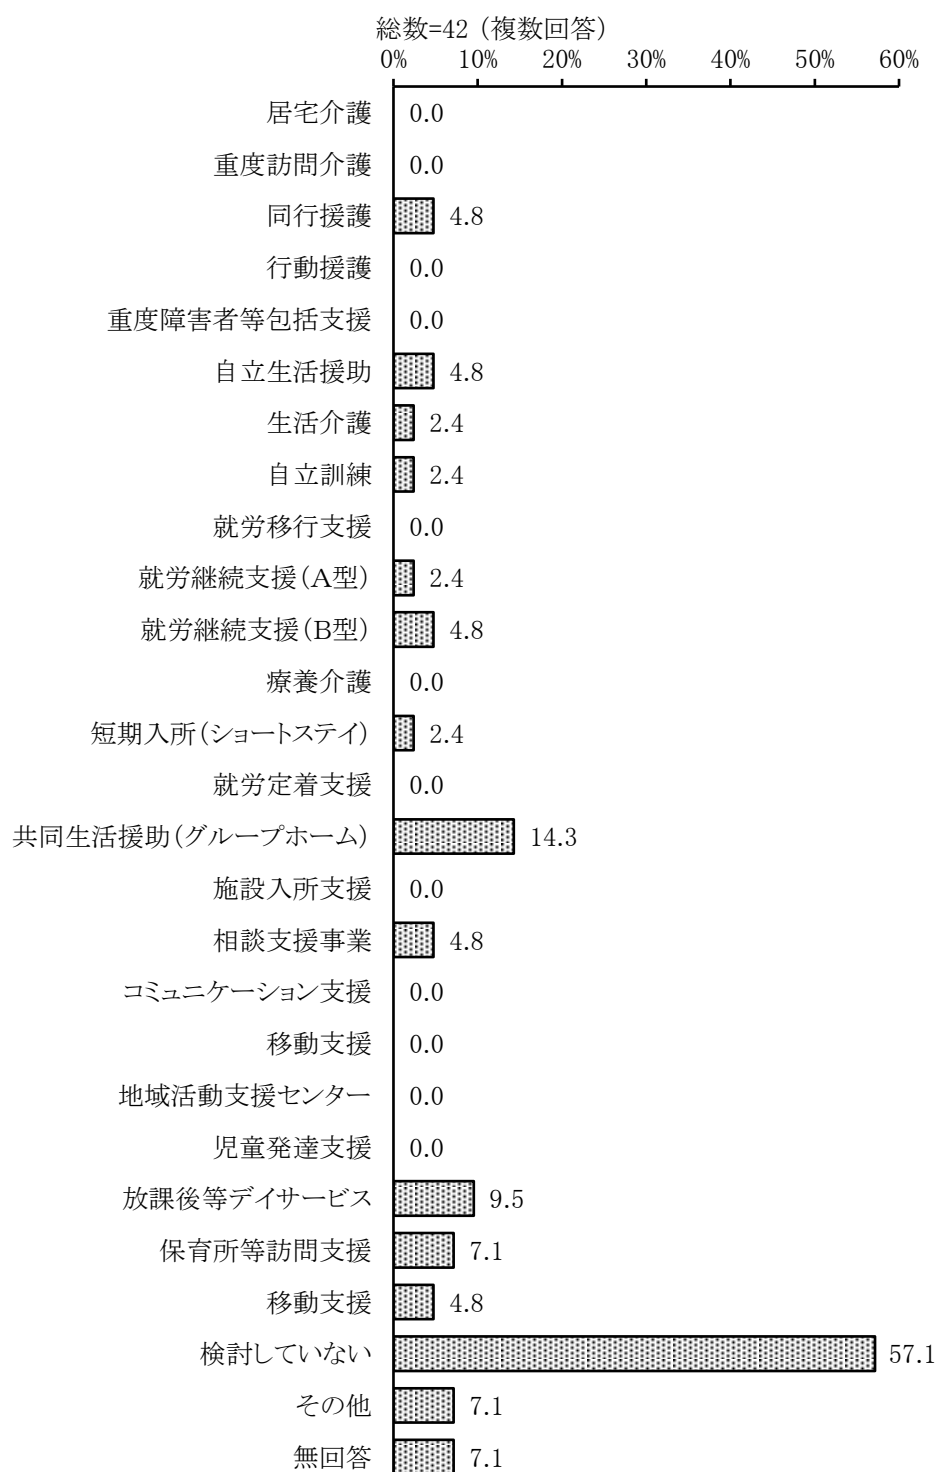 総数=42 (複数回答)
0% 10% 20% 30% 40% 50% 60%
居宅介護 0.0
重度訪問介護 0.0
同行援護 4.8
行動援護 0.0
重度障害者等包括支援 0.0
自立生活援助 4.8
生活介護 2.4
自立訓練 2.4
就労移行支援 0.0
就労継続支援(A型) 2.4
就労継続支援(B型) 4.8
療養介護 0.0
短期入所(ショートステイ) 2.4
就労定着支援 0.0
共同生活援助(グループホーム) 14.3
施設入所支援 0.0
相談支援事業 4.8
コミュニケーション支援 0.0
移動支援 0.0
地域活動支援センター 0.0
児童発達支援 0.0
放課後等デイサービス 9.5
保育所等訪問支援 7.1
移動支援 4.8
検討していない 57.1
その他 7.1
無回答 7.1